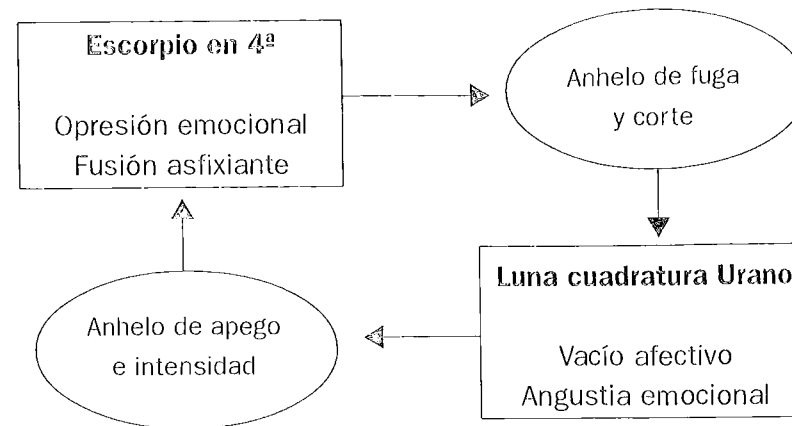 Escorpio en 4ª
Opresión emocional
Fusión asfixiante
Anhelo de fuga
y corte
Luna cuadratura Urano
Vacío afectivo
Angustia emocional
Anhelo de apego
e intensidad